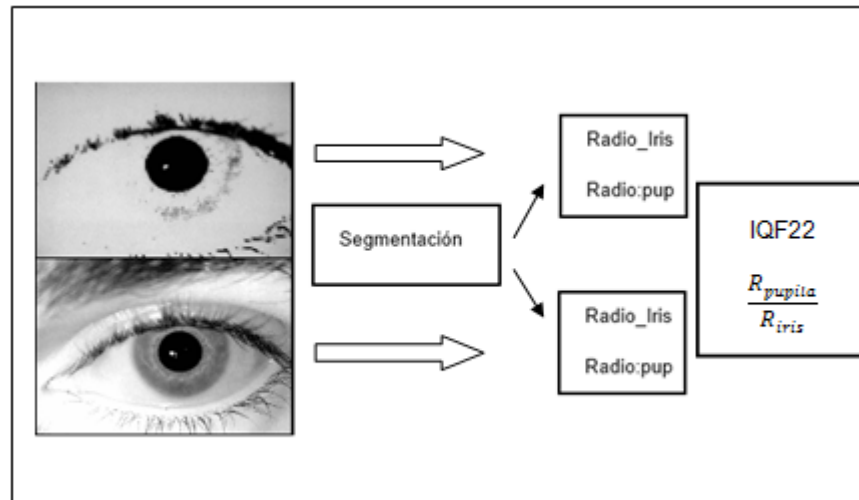 Radio_Iris
Radio:pup
Segmentación
IQF22
R_pupila
R_iris
Radio_Iris
Radio:pup